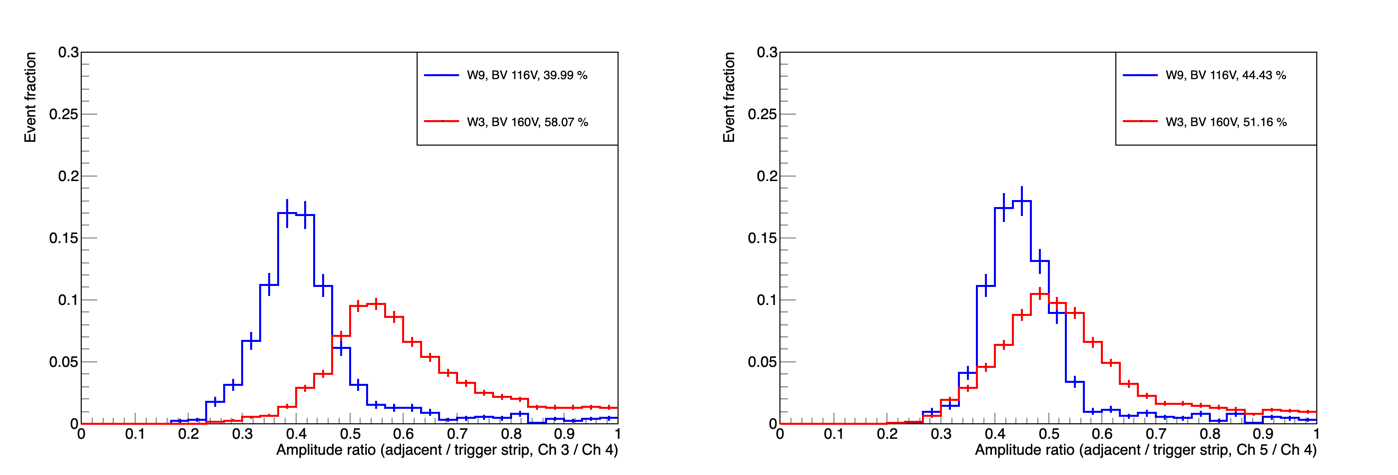 0.3
0.25
0.2
0.15
0.1
0.05
0
Event fraction
W9, BV 116V, 39.99 %
W3, BV 160V, 58.07 %
0 0.1 0.2 0.3 0.4 0.5 0.6 0.7 0.8 0.9 1
Amplitude ratio (adjacent / trigger strip, Ch 3 / Ch 4)
0.3
0.25
0.2
0.15
0.1
0.05
0
Event fraction
W9, BV 116V, 44.43 %
W3, BV 160V, 51.16 %
0 0.1 0.2 0.3 0.4 0.5 0.6 0.7 0.8 0.9 1
Amplitude ratio (adjacent / trigger strip, Ch 5 / Ch 4)